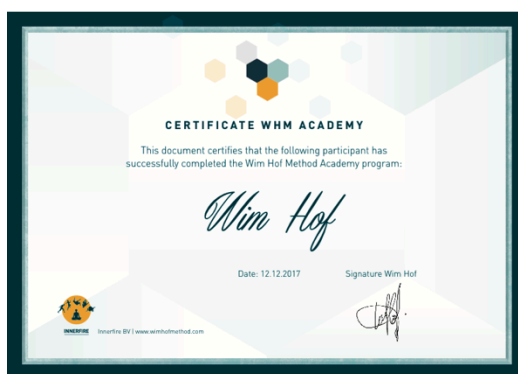 CERTIFICATE WHM ACADEMY
This document certifies that the following participant has
successfully completed the Wim Hof Method Academy program:
Wim Hof
Date: 12.12.2017 Signature Wim Hof
INNERFIRE
Innerfire BV | www.wimhofmethod.com